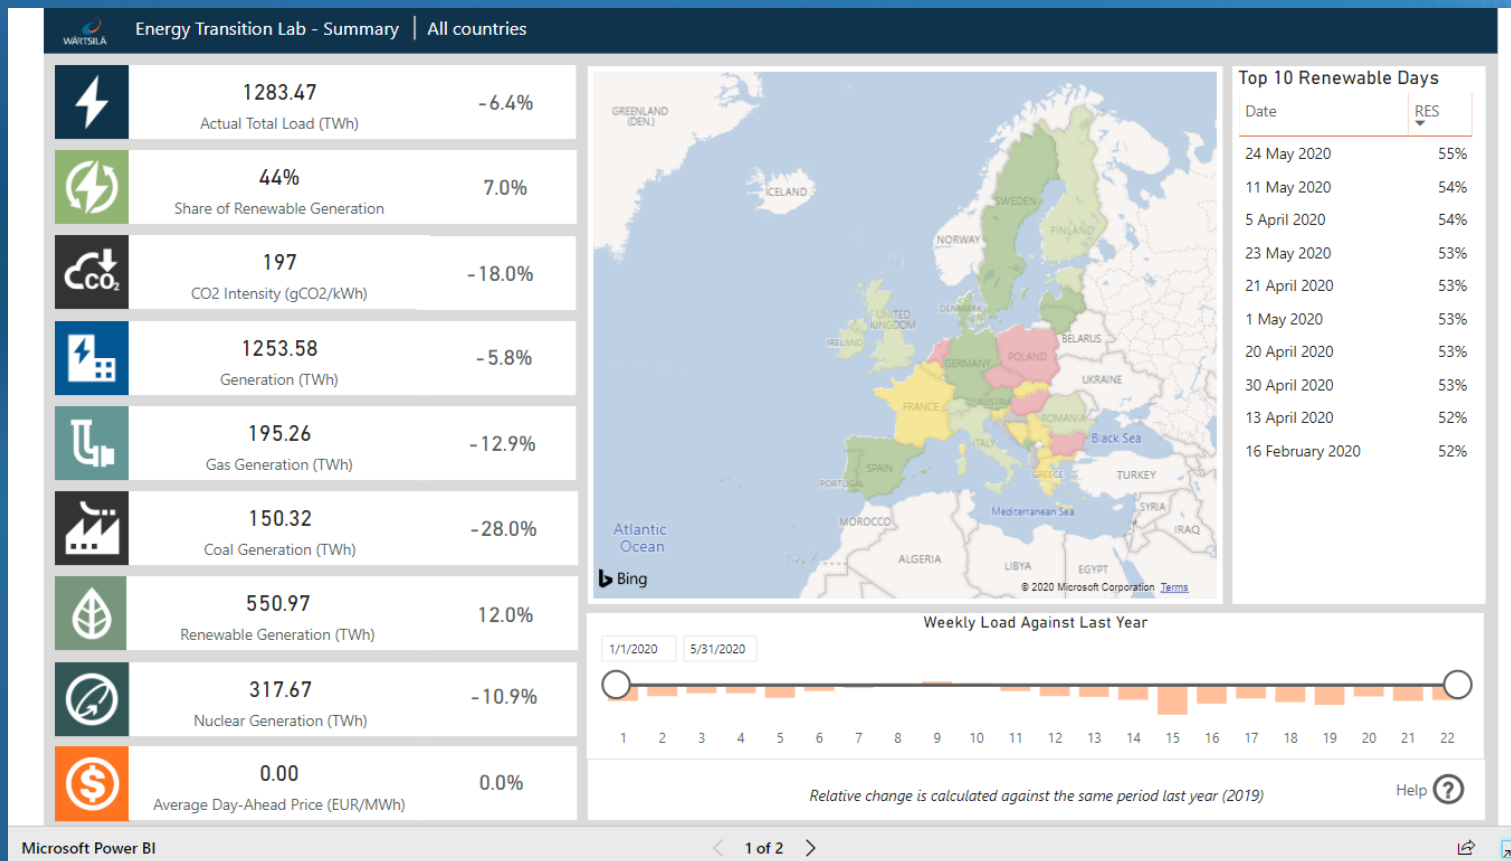 WÄRTSILÄ
Energy Transition Lab - Summary | All countries
1283.47
-6.4%
Actual Total Load (TWh)
44%
7.0%
Share of Renewable Generation
CO2
197
-18.0%
CO2 Intensity (gCO2/kWh)
1253.58
-5.8%
Generation (TWh)
195.26
-12.9%
Gas Generation (TWh)
150.32
-28.0%
Coal Generation (TWh)
550.97
12.0%
Renewable Generation (TWh)
317.67
-10.9%
Nuclear Generation (TWh)
$
0.00
0.0%
Average Day-Ahead Price (EUR/MWh)
GREENLAND
(DEN.)
ICELAND
SWEDEN
FINLAND
NORWAY
DENMARK
UNITED
KINGDOM
IRELAND
BELARUS
POLAND
GERMANY
UKRAINE
AUSTRIA
FRANCE
ROMANIA
ITALY
Black Sea
SPAIN
GREECE
TURKEY
PORTUGAL
Mediterranean Sea
SYRIA
MOROCCO
IRAQ
Atlantic
Ocean
ALGERIA
LIBYA
EGYPT
Bing
© 2020 Microsoft Corporation Terms
Top 10 Renewable Days
Date RES
24 May 2020 55%
11 May 2020 54%
5 April 2020 54%
23 May 2020 53%
21 April 2020 53%
1 May 2020 53%
20 April 2020 53%
30 April 2020 53%
13 April 2020 52%
16 February 2020 52%
Weekly Load Against Last Year
1/1/2020 5/31/2020
1 2 3 4 5 6 7 8 9 10 11 12 13 14 15 16 17 18 19 20 21 22
Relative change is calculated against the same period last year (2019)
Help ?
Microsoft Power BI
1 of 2